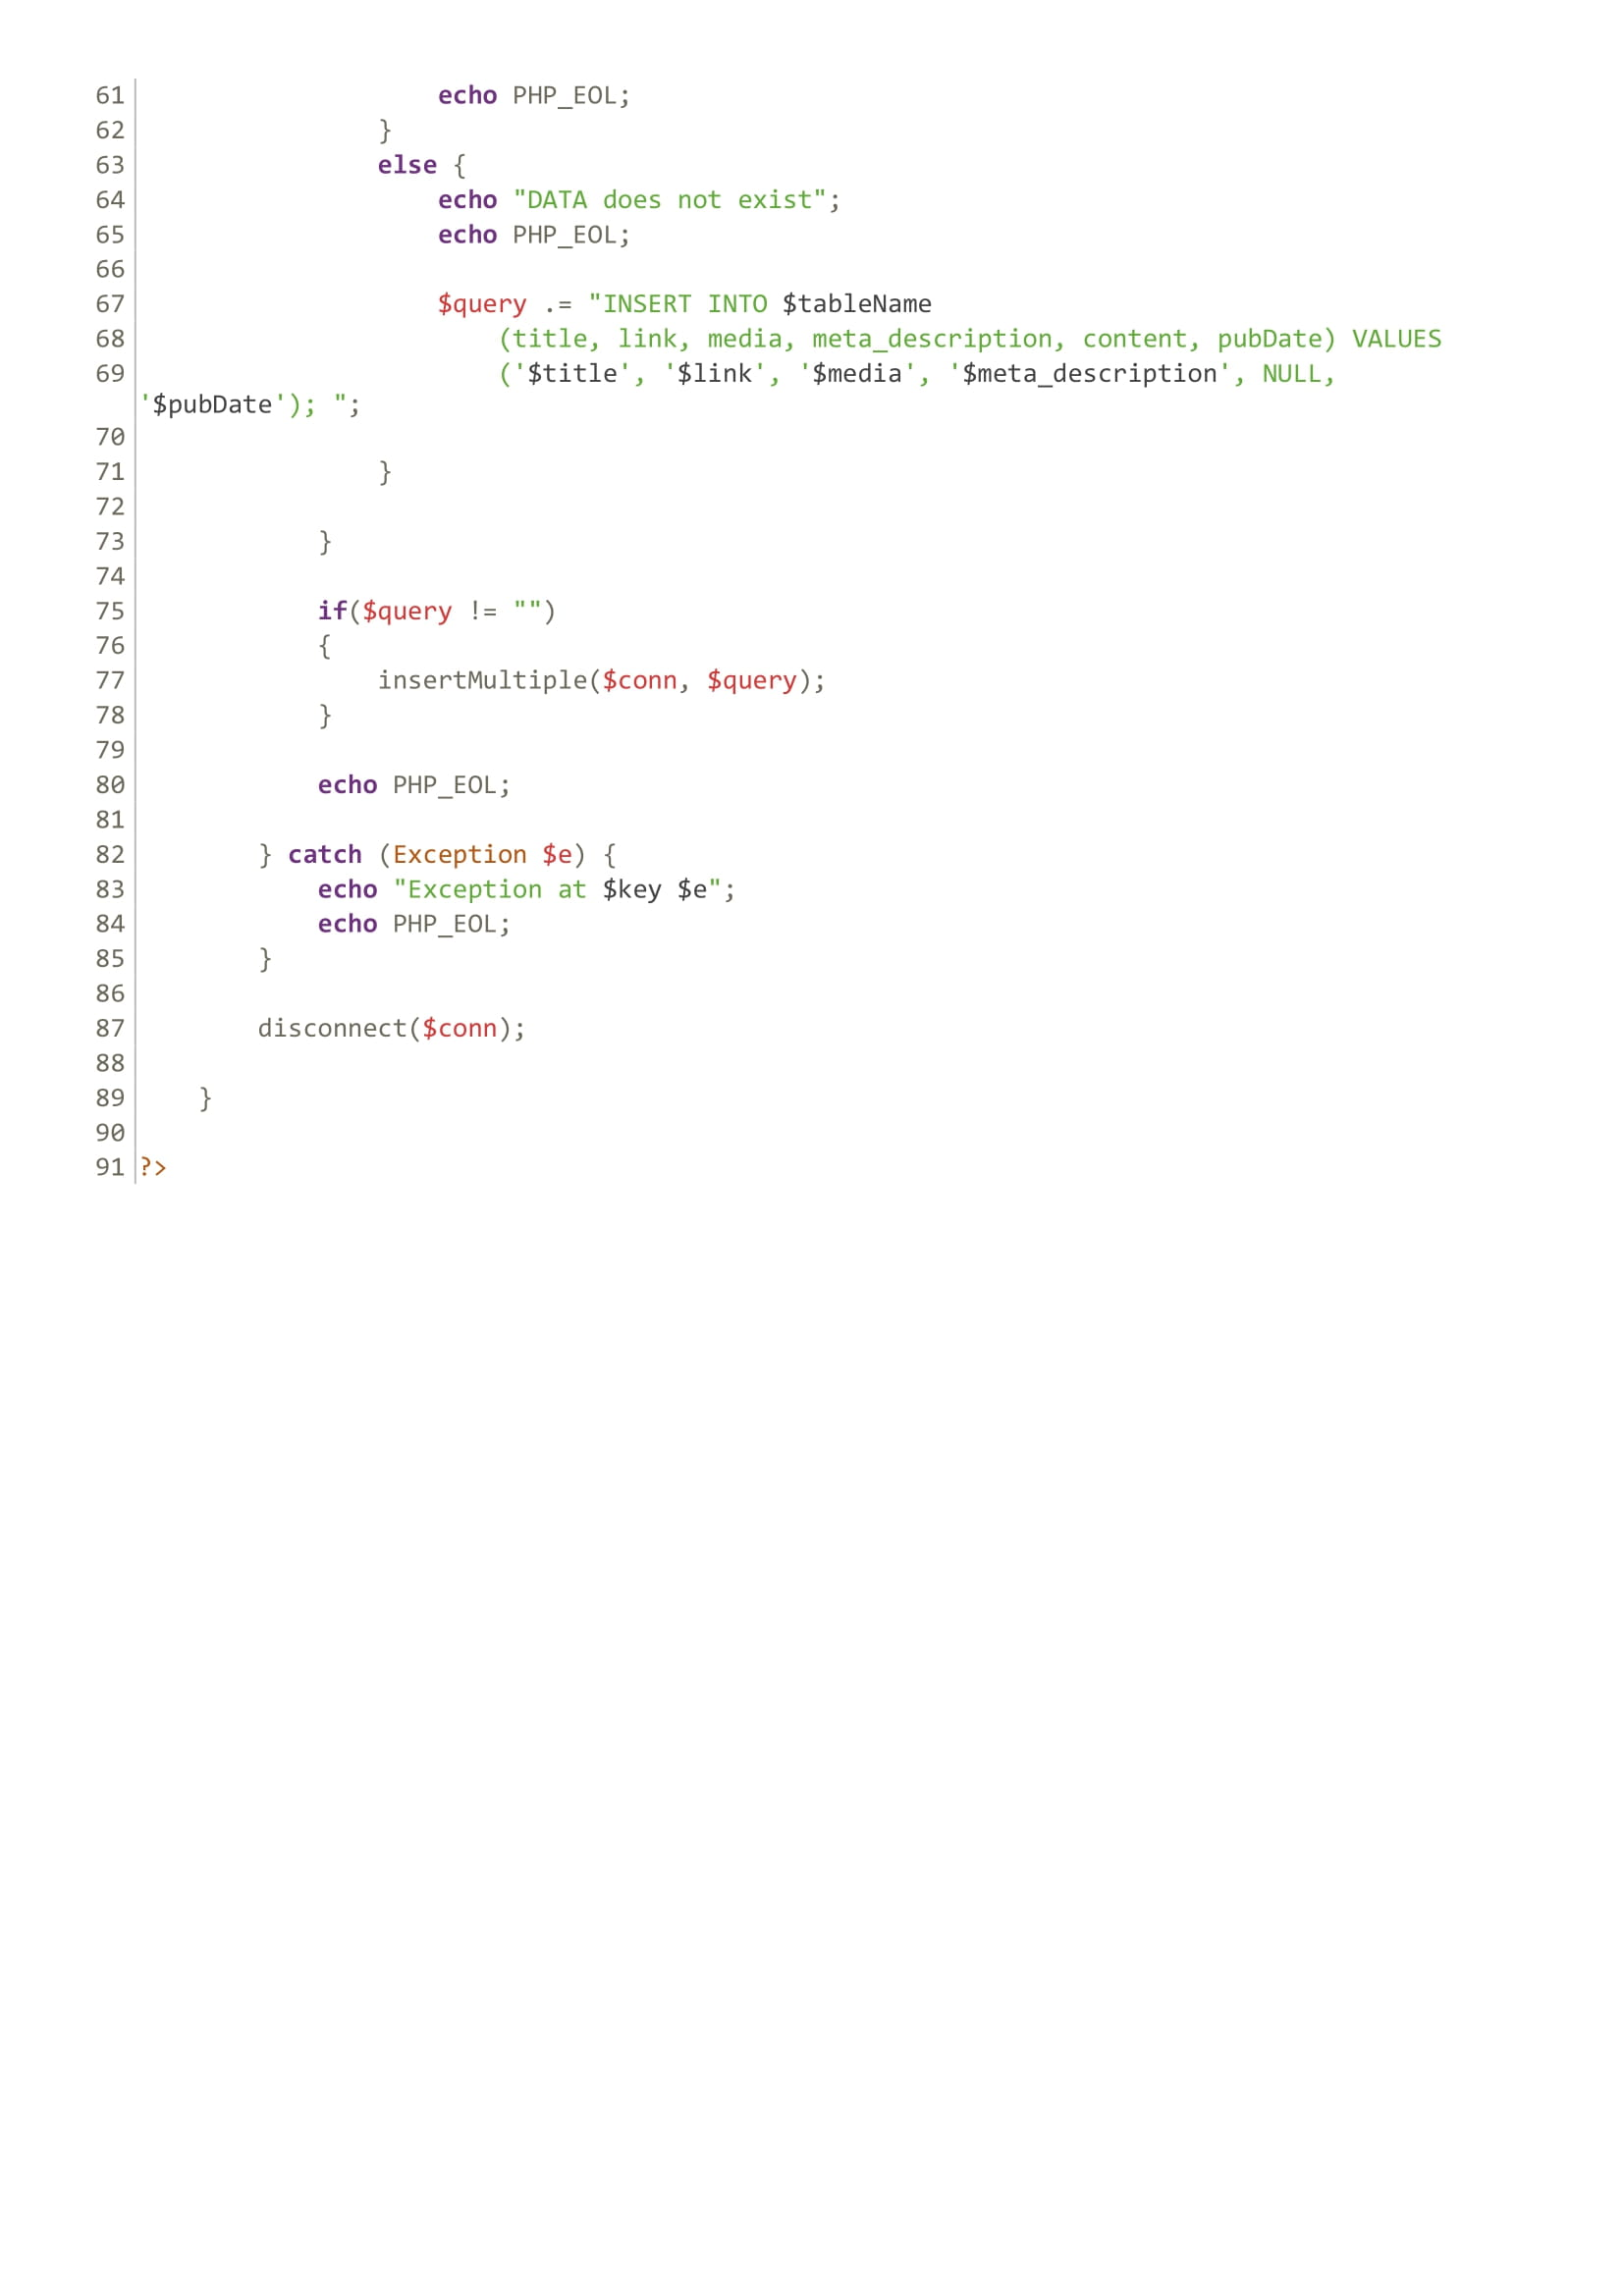 61                    echo PHP_EOL;
62                }
63                else {
64                    echo "DATA does not exist";
65                    echo PHP_EOL;
66
67                    $query .= "INSERT INTO $tableName
68                        (title, link, media, meta_description, content, pubDate) VALUES
69                        ('$title', '$link', '$media', '$meta_description', NULL,
'$pubDate'); ";
70
71                }
72
73            }
74
75            if($query != "")
76            {
77                insertMultiple($conn, $query);
78            }
79
80            echo PHP_EOL;
81
82        } catch (Exception $e) {
83            echo "Exception at $key $e";
84            echo PHP_EOL;
85        }
86
87        disconnect($conn);
88
89    }
90
91 ?>